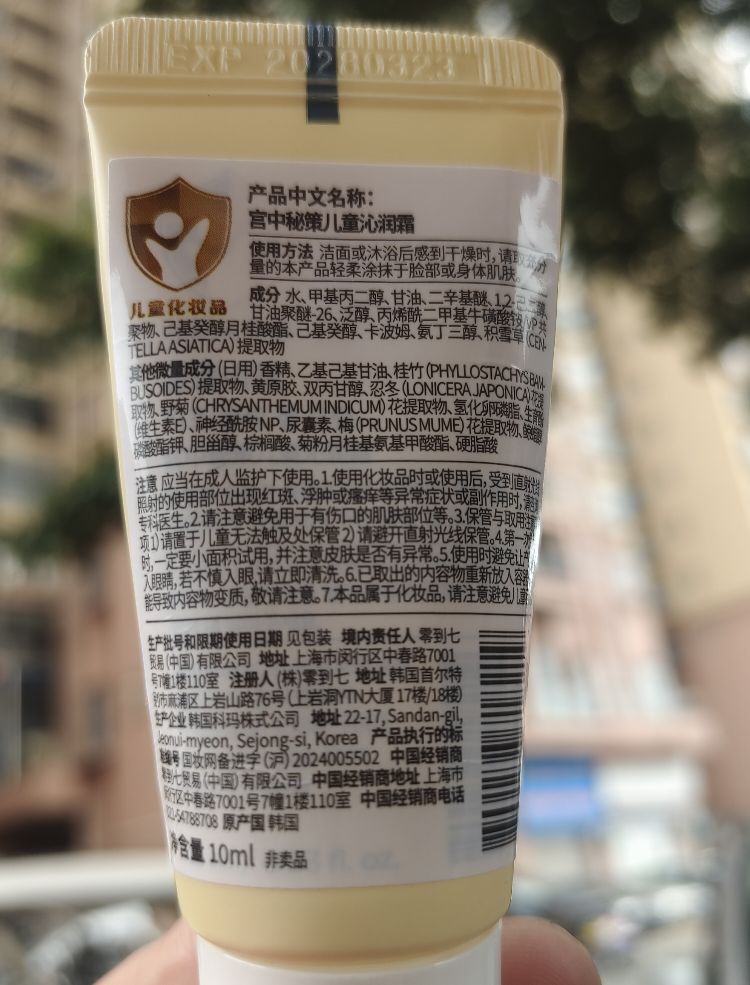 EXP 20280323
儿童化妆品
产品中文名称：
宫中秘策儿童沁润霜
使用方法 洁面或沐浴后感到干燥时，请取部分
量的本产品轻柔涂抹于脸部或身体肌肤。
成分 水、甲基丙二醇、甘油、二辛基醚、1,2-己二醇、
甘油聚醚-26、泛醇、丙烯酰二甲基牛磺酸铵/VP 共
聚物、己基癸醇月桂酸酯、己基癸醇、卡波姆、氨丁三醇、积雪草 (CEN-
TELLA ASIATICA) 提取物
其他微量成分 (日用) 香精、乙基己基甘油、桂竹 (PHYLLOSTACHYS BAM-
BUSOIDES) 提取物、黄原胶、双丙甘醇、忍冬 (LONICERA JAPONICA) 花提
取物、野菊 (CHRYSANTHEMUM INDICUM) 花提取物、氢化卵磷脂、生育酚
(维生素E)、神经酰胺 NP、尿囊素、梅 (PRUNUS MUME) 花提取物、鲸蜡醇
磷酸酯钾、胆甾醇、棕榈酸、菊粉月桂基氨基甲酸酯、硬脂酸
注意 应当在成人监护下使用。1.使用化妆品时或使用后，受到直射光线
照射的使用部位出现红斑、浮肿或瘙痒等异常症状或副作用时，请咨询
专科医生。2.请注意避免用于有伤口的肌肤部位等。3.保管与取用注意
项 1) 请置于儿童无法触及处保管 2) 请避开直射光线保管。4.第一次
时，一定要小面积试用，并注意皮肤是否有异常。5.使用时避免让产
入眼睛，若不慎入眼,请立即清洗。6.已取出的内容物重新放入容器
能导致内容物变质，敬请注意。7.本品属于化妆品，请注意避免儿童
生产批号和限期使用日期 见包装 境内责任人 零到七
贸易 (中国) 有限公司 地址 上海市闵行区中春路7001
号7幢1楼110室 注册人 (株)零到七 地址 韩国首尔特
别市麻浦区上岩山路76号 (上岩洞YTN大厦 17楼/18楼)
生产企业 韩国科玛株式公司 地址 22-17, Sandan-gil,
Jeonui-myeon, Sejong-si, Korea 产品执行的标
准编号 国妆网备进字 (沪) 2024005502 中国经销商
零到七贸易 (中国) 有限公司 中国经销商地址 上海市
闵行区中春路7001号7幢1楼110室 中国经销商电话
021-54788708 原产国 韩国
净含量 10ml 非卖品
fl. oz.